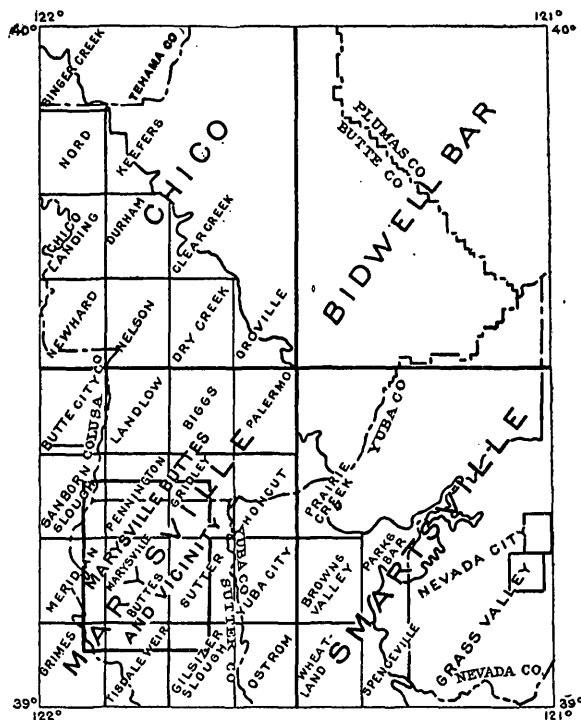 122°
121°
40°
40°
SINGER CREEK
TEHAMA CO
NORD
KEEFERS
CHICO
PLUMAS CO
BUTTE CO
BIDWELL BAR
CHICO
LANDING
DURHAM
CLEAR CREEK
NEWHARD
NELSON
DRY CREEK
OROVILLE
BUTTE CITY
COLUSA CO
LANDLOW
BIGGS
PALERMO
YUBA CO
SANBORN
SLOUGH
PENNINGTON
GRIDLEY
HONCUT
PRAIRIE
CREEK
MARYSVILLE BUTTES
AND VICINITY
MARYSVILLE
SMARTSVILLE
MERIDIAN
MARYSVILLE
BUTTES
SUTTER
YUBA CO
SUTTER CO
YUBA CITY
BROWNS
VALLEY
PARKS
BAR
NEVADA CITY
GRIMES
TISDALE WEIR
GILSIZER
SLOUGH
OSTROM
WHEAT-
LAND
SPENCEVILLE
GRASS VALLEY
NEVADA CO.
39°
39°
122°
121°